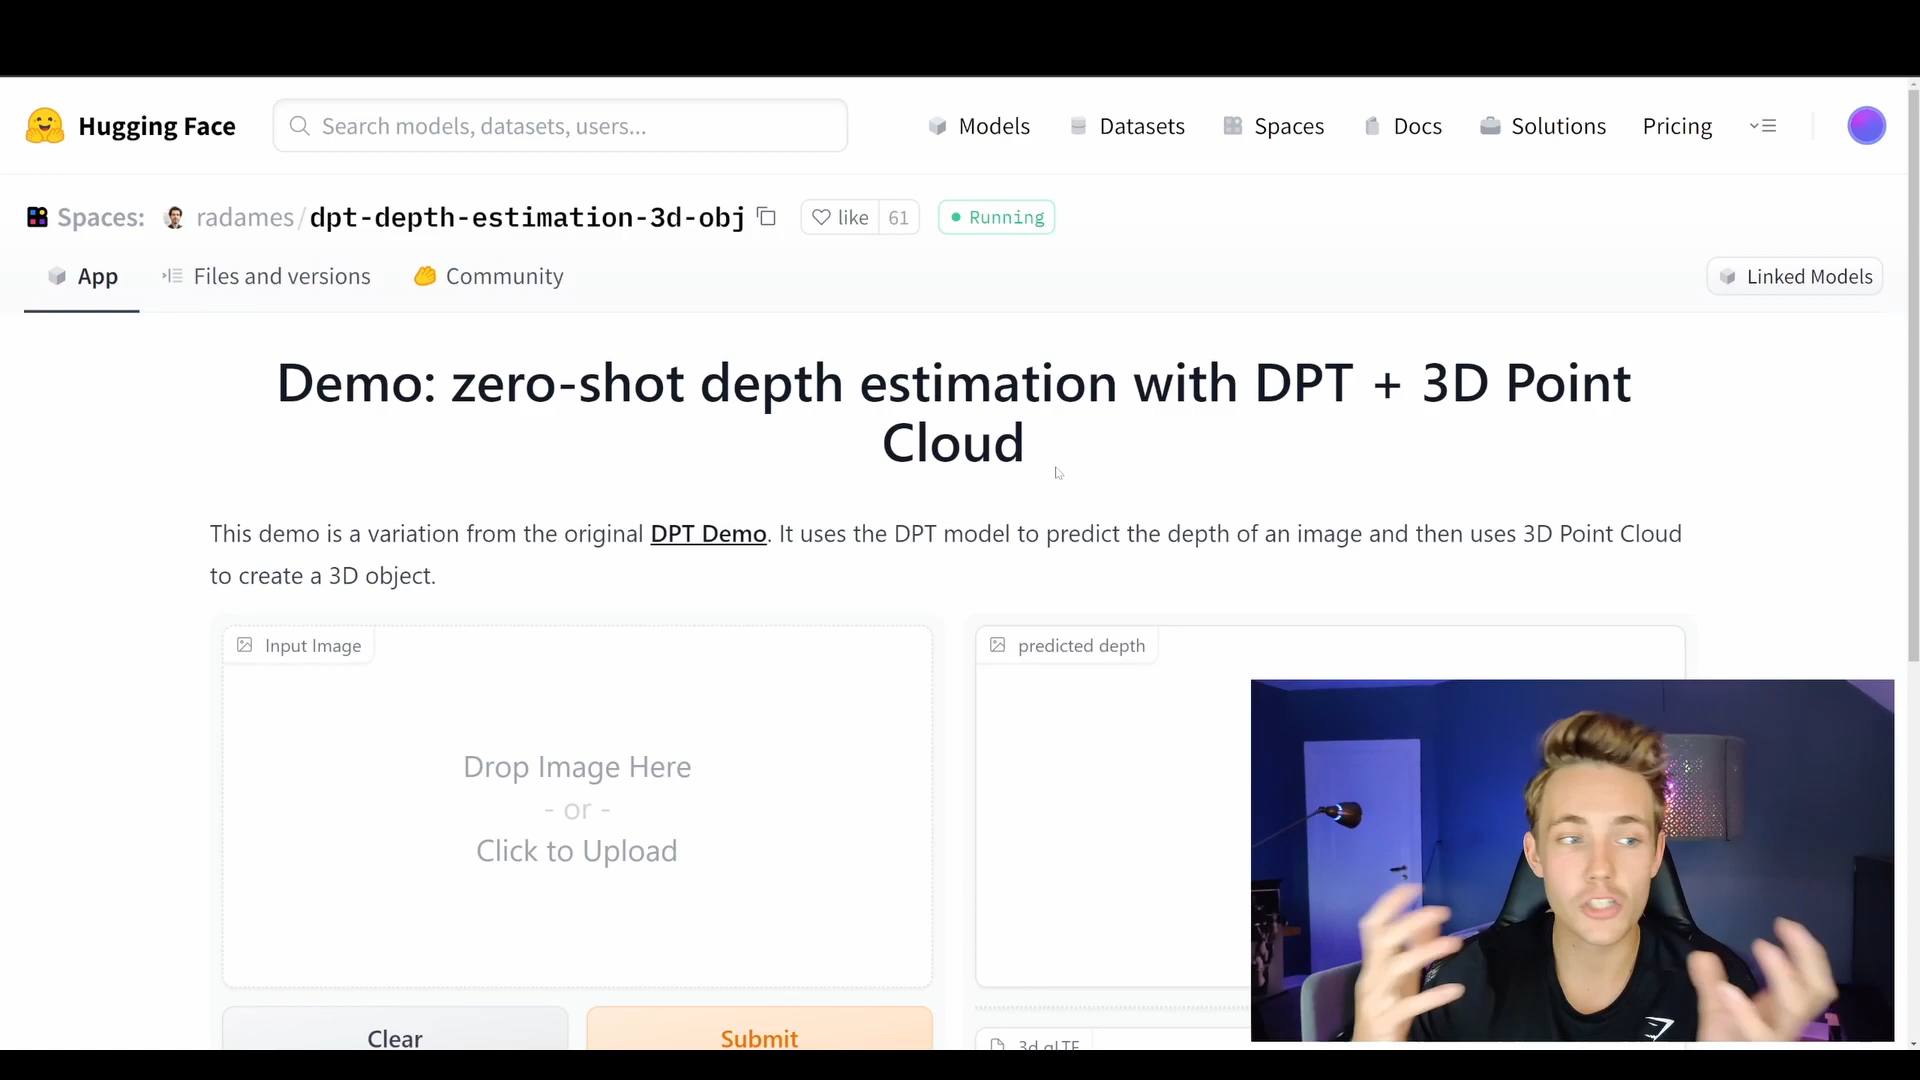 Hugging Face
Search models, datasets, users...
Models
Datasets
Spaces
Docs
Solutions
Pricing
Spaces:
radames/dpt-depth-estimation-3d-obj
like
61
Running
App
Files and versions
Community
Linked Models
Demo: zero-shot depth estimation with DPT + 3D Point
Cloud
This demo is a variation from the original DPT Demo. It uses the DPT model to predict the depth of an image and then uses 3D Point Cloud
to create a 3D object.
Input Image
predicted depth
Drop Image Here
- or -
Click to Upload
Clear
Submit
3d gLTF